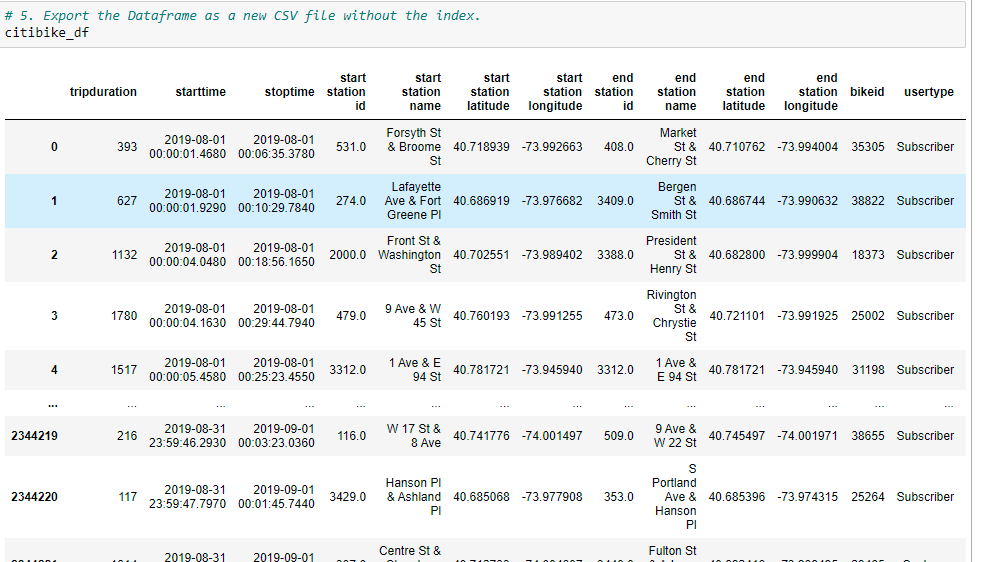 # 5. Export the Dataframe as a new CSV file without the index.
citibike_df
tripduration starttime stoptime start station id start station name start station latitude start station longitude end station id end station name end station latitude end station longitude bikeid usertype
0 393 2019-08-01 00:00:01.4680 2019-08-01 00:06:35.3780 531.0 Forsyth St & Broome St 40.718939 -73.992663 408.0 Market St & Cherry St 40.710762 -73.994004 35305 Subscriber
1 627 2019-08-01 00:00:01.9290 2019-08-01 00:10:29.7840 274.0 Lafayette Ave & Fort Greene Pl 40.686919 -73.976682 3409.0 Bergen St & Smith St 40.686744 -73.990632 38822 Subscriber
2 1132 2019-08-01 00:00:04.0480 2019-08-01 00:18:56.1650 2000.0 Front St & Washington St 40.702551 -73.989402 3388.0 President St & Henry St 40.682800 -73.999904 18373 Subscriber
3 1780 2019-08-01 00:00:04.1630 2019-08-01 00:29:44.7940 479.0 9 Ave & W 45 St 40.760193 -73.991255 473.0 Rivington St & Chrystie St 40.721101 -73.991925 25002 Subscriber
4 1517 2019-08-01 00:00:05.4580 2019-08-01 00:25:23.4550 3312.0 1 Ave & E 94 St 40.781721 -73.945940 3312.0 1 Ave & E 94 St 40.781721 -73.945940 31198 Subscriber
... ... ... ... ... ... ... ... ... ... ... ... ... ...
2344219 216 2019-08-31 23:59:46.2930 2019-09-01 00:03:23.0360 116.0 W 17 St & 8 Ave 40.741776 -74.001497 509.0 9 Ave & W 22 St 40.745497 -74.001971 38655 Subscriber
2344220 117 2019-08-31 23:59:47.7970 2019-09-01 00:01:45.7440 3429.0 Hanson Pl & Ashland Pl 40.685068 -73.977908 353.0 S Portland Ave & Hanson Pl 40.685396 -73.974315 25264 Subscriber
2019-08-31 2019-09-01 Centre St & Fulton St